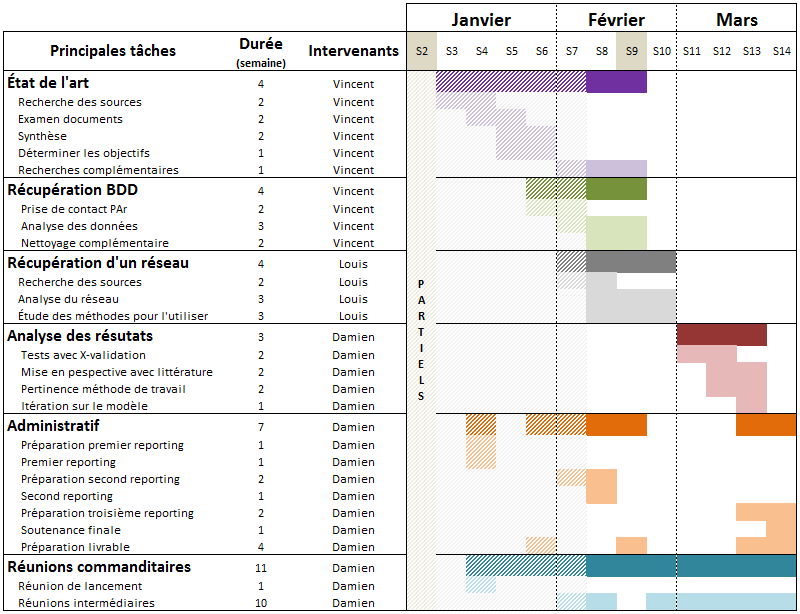 Janvier Février Mars
Principales tâches Durée (semaine) Intervenants S2 S3 S4 S5 S6 S7 S8 S9 S10 S11 S12 S13 S14
État de l'art 4 Vincent
Recherche des sources 2 Vincent
Examen documents 2 Vincent
Synthèse 2 Vincent
Déterminer les objectifs 1 Vincent
Recherches complémentaires 1 Vincent
Récupération BDD 4 Vincent
Prise de contact PAr 2 Vincent
Analyse des données 3 Vincent
Nettoyage complémentaire 2 Vincent
Récupération d'un réseau 4 Louis
Recherche des sources 2 Louis
Analyse du réseau 3 Louis
Étude des méthodes pour l'utiliser 3 Louis
PARTIELS
Analyse des résutats 3 Damien
Tests avec X-validation 2 Damien
Mise en pespective avec littérature 2 Damien
Pertinence méthode de travail 2 Damien
Itération sur le modèle 1 Damien
Administratif 7 Damien
Préparation premier reporting 1 Damien
Premier reporting 1 Damien
Préparation second reporting 2 Damien
Second reporting 1 Damien
Préparation troisième reporting 2 Damien
Soutenance finale 1 Damien
Préparation livrable 4 Damien
Réunions commanditaires 11 Damien
Réunion de lancement 1 Damien
Réunions intermédiaires 10 Damien